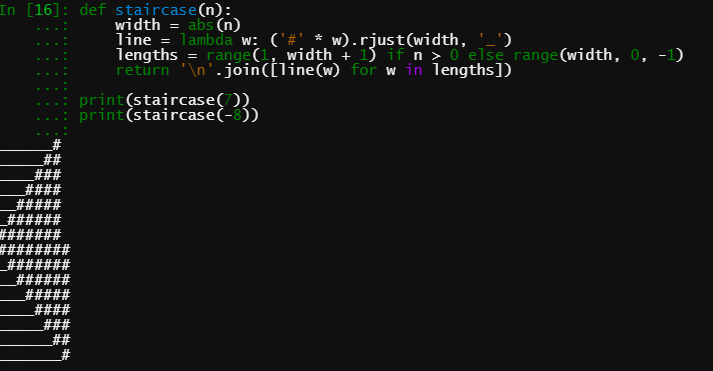 In [16]: def staircase(n):
    ...:     width = abs(n)
    ...:     line = lambda w: ('#' * w).rjust(width, '_')
    ...:     lengths = range(1, width + 1) if n > 0 else range(width, 0, -1)
    ...:     return '\n'.join([line(w) for w in lengths])
    ...:
    ...: print(staircase(7))
    ...: print(staircase(-8))
    ...:
______#
_____##
____###
___####
__#####
_######
#######
########
_#######
__######
___#####
____####
_____###
______##
_______#